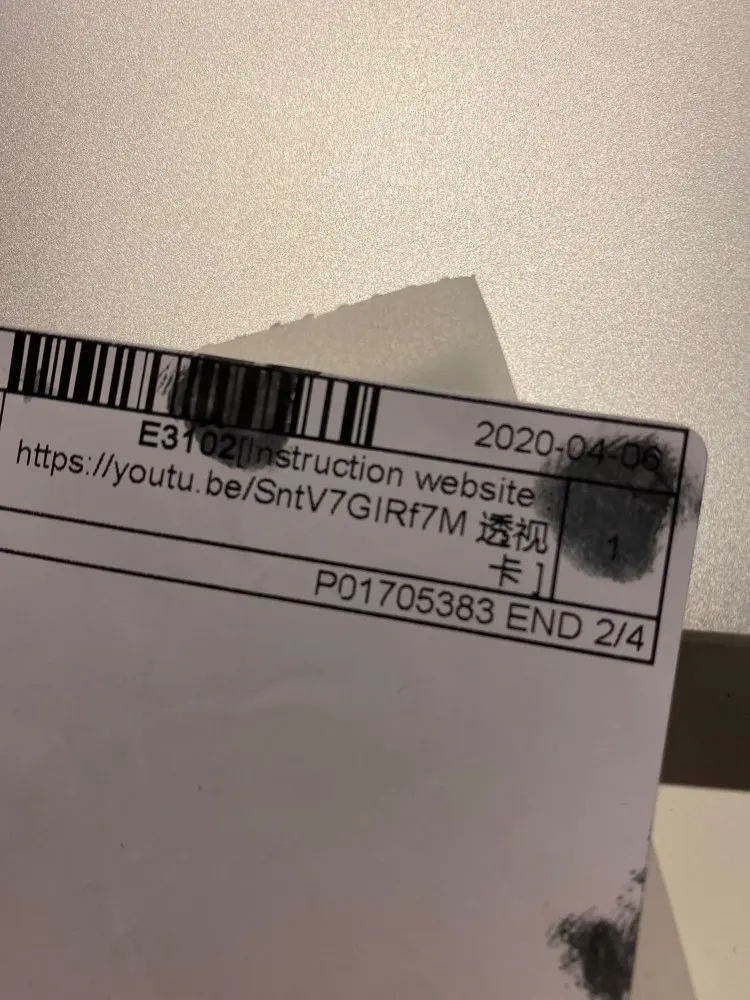 2020-04-06
E3102[Instruction website
https://youtu.be/SntV7GIRf7M 透视
卡]
1
P01705383 END 2/4